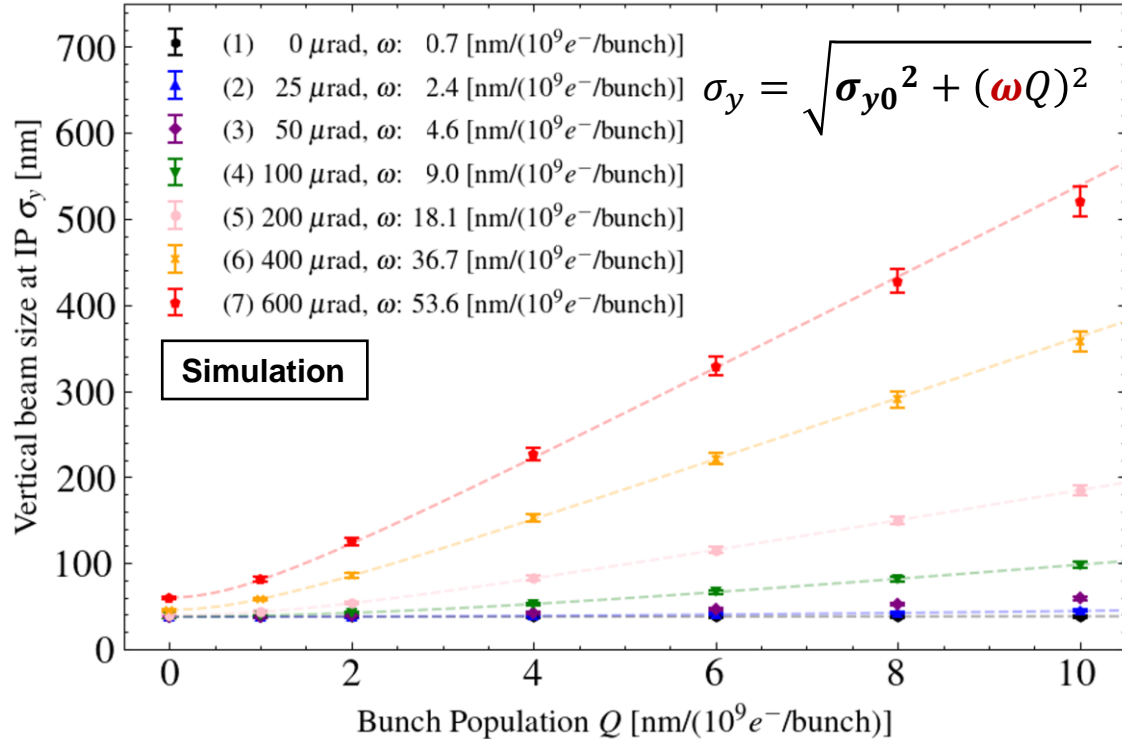 Vertical beam size at IP σ_y [nm]
700
600
500
400
300
200
100
0
(1) 0 μrad, ω: 0.7 [nm/(10⁹e⁻/bunch)]
(2) 25 μrad, ω: 2.4 [nm/(10⁹e⁻/bunch)]
(3) 50 μrad, ω: 4.6 [nm/(10⁹e⁻/bunch)]
(4) 100 μrad, ω: 9.0 [nm/(10⁹e⁻/bunch)]
(5) 200 μrad, ω: 18.1 [nm/(10⁹e⁻/bunch)]
(6) 400 μrad, ω: 36.7 [nm/(10⁹e⁻/bunch)]
(7) 600 μrad, ω: 53.6 [nm/(10⁹e⁻/bunch)]
σ_y = √(σ_y0² + (ωQ)²)
Simulation
0 2 4 6 8 10
Bunch Population Q [nm/(10⁹e⁻/bunch)]